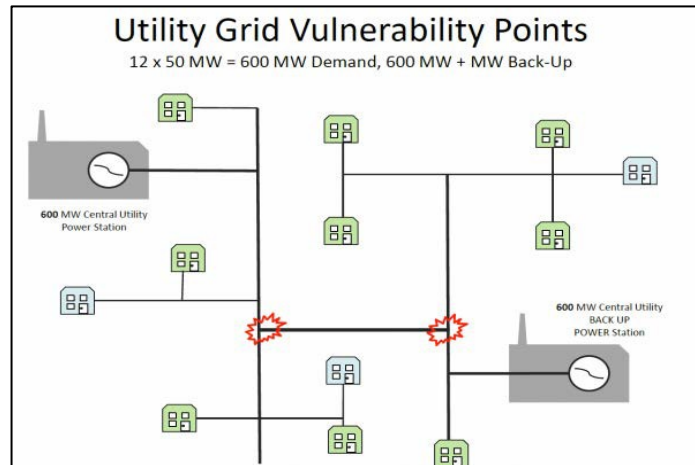 Utility Grid Vulnerability Points
12 x 50 MW = 600 MW Demand, 600 MW + MW Back-Up
600 MW Central Utility
Power Station
600 MW Central Utility
BACK UP
POWER Station